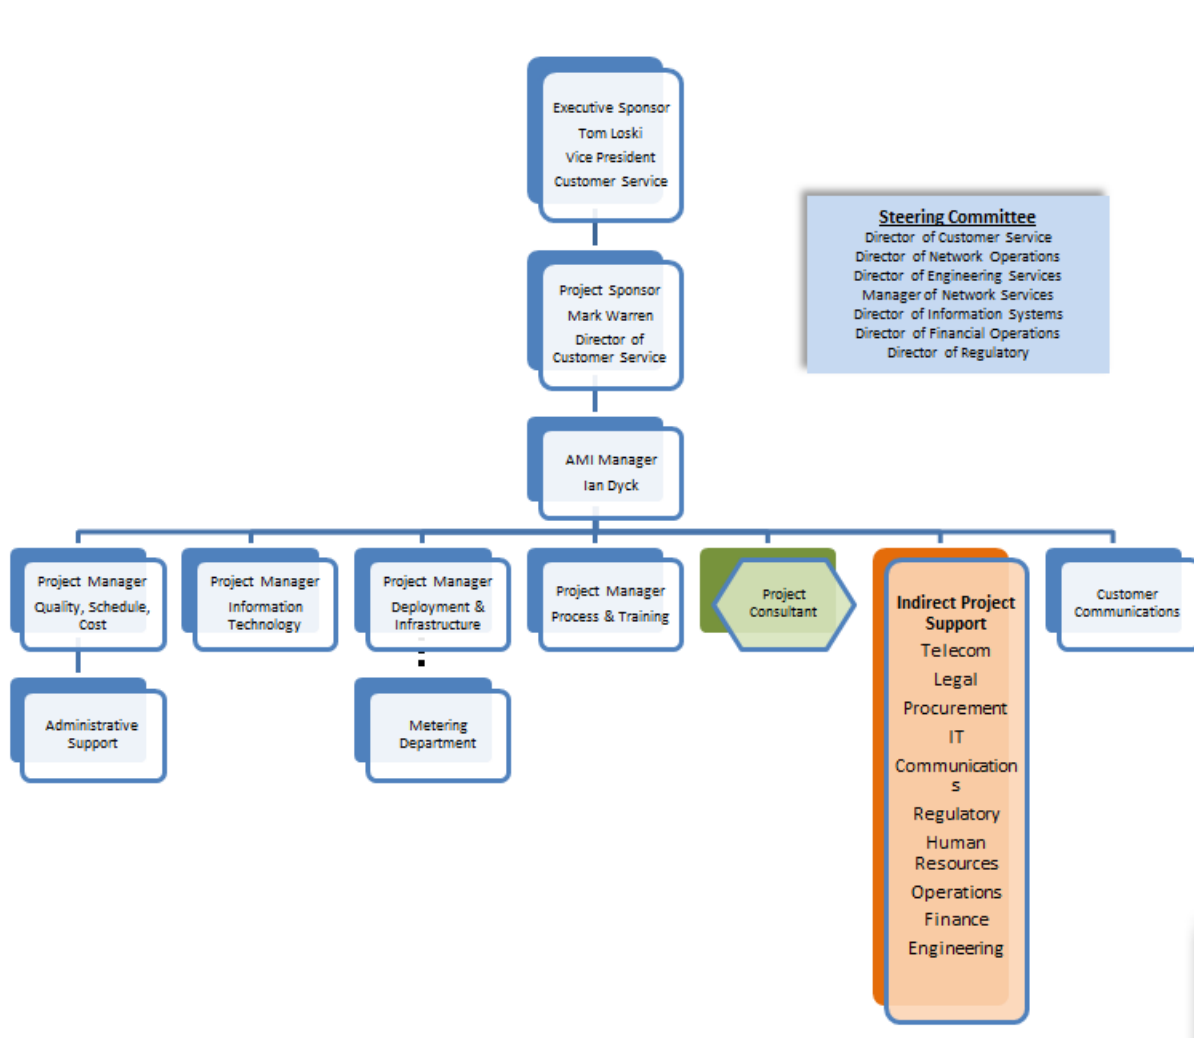 Executive Sponsor
Tom Loski
Vice President
Customer Service
Steering Committee
Director of Customer Service
Director of Network Operations
Director of Engineering Services
Manager of Network Services
Director of Information Systems
Director of Financial Operations
Director of Regulatory
Project Sponsor
Mark Warren
Director of
Customer Service
AMI Manager
Ian Dyck
Project Manager
Quality, Schedule,
Cost
Project Manager
Information
Technology
Project Manager
Deployment &
Infrastructure
Project Manager
Process & Training
Project
Consultant
Indirect Project
Support
Telecom
Legal
Procurement
IT
Communication
s
Regulatory
Human
Resources
Operations
Finance
Engineering
Customer
Communications
Administrative
Support
Metering
Department